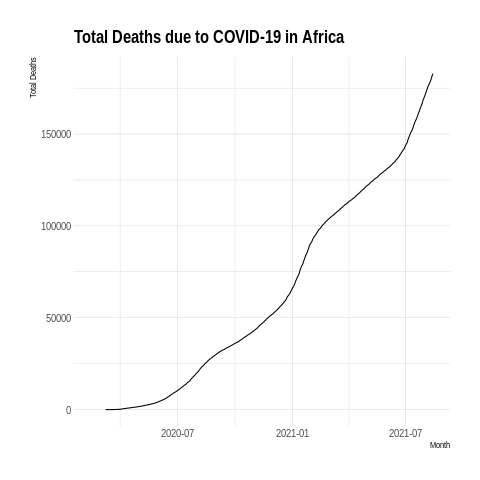 Total Deaths due to COVID-19 in Africa
Total Deaths
150000
100000
50000
0
2020-07 2021-01 2021-07
Month